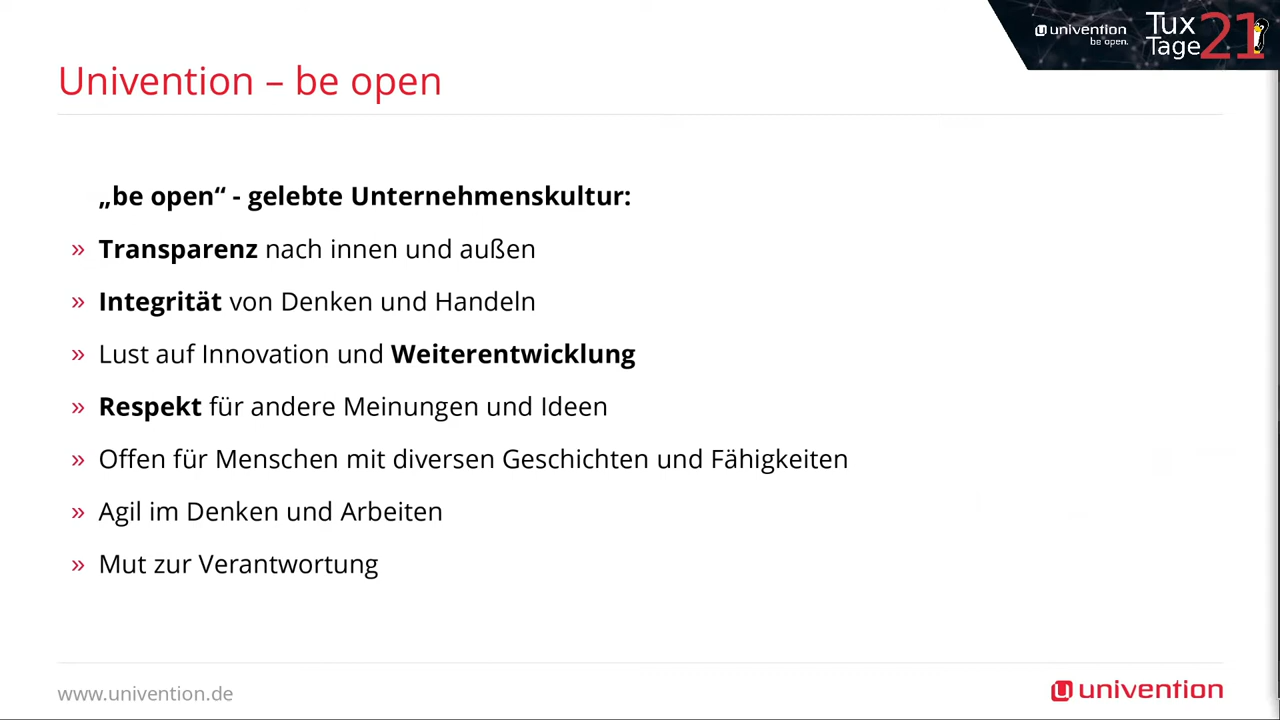 univention
be open.
Tux
Tage
21
Univention – be open
„be open“ - gelebte Unternehmenskultur:
» Transparenz nach innen und außen
» Integrität von Denken und Handeln
» Lust auf Innovation und Weiterentwicklung
» Respekt für andere Meinungen und Ideen
» Offen für Menschen mit diversen Geschichten und Fähigkeiten
» Agil im Denken und Arbeiten
» Mut zur Verantwortung
www.univention.de
univention